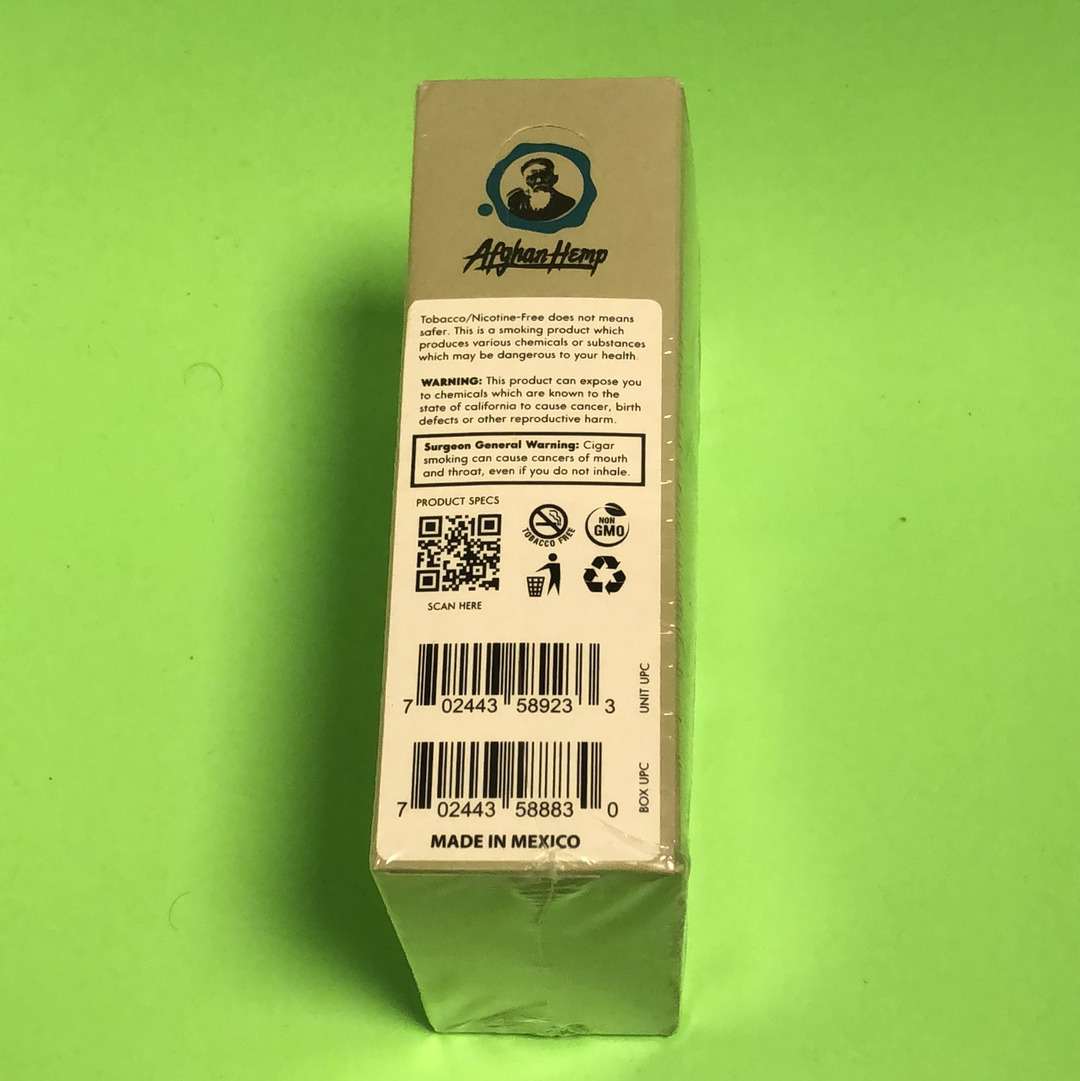 Afghan Hemp
Tobacco/Nicotine-Free does not means
safer. This is a smoking product which
produces various chemicals or substances
which may be dangerous to your health.
WARNING: This product can expose you
to chemicals which are known to the
state of california to cause cancer, birth
defects or other reproductive harm.
Surgeon General Warning: Cigar
smoking can cause cancers of mouth
and throat, even if you do not inhale.
PRODUCT SPECS
SCAN HERE
TOBACCO FREE
NON
GMO
7 02443 58923 3
UNIT UPC
7 02443 58883 0
BOX UPC
MADE IN MEXICO